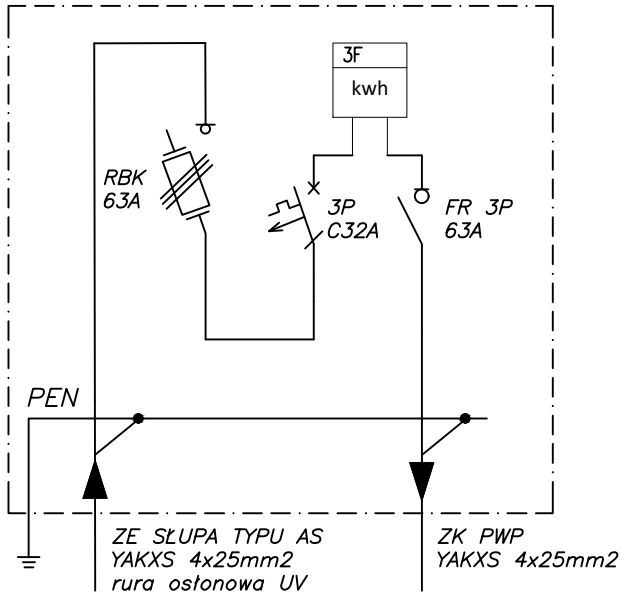 3F
kwh
RBK
63A
3P
C32A
FR 3P
63A
PEN
ZE SŁUPA TYPU AS
YAKXS 4x25mm2
rura osłonowa UV
ZK PWP
YAKXS 4x25mm2